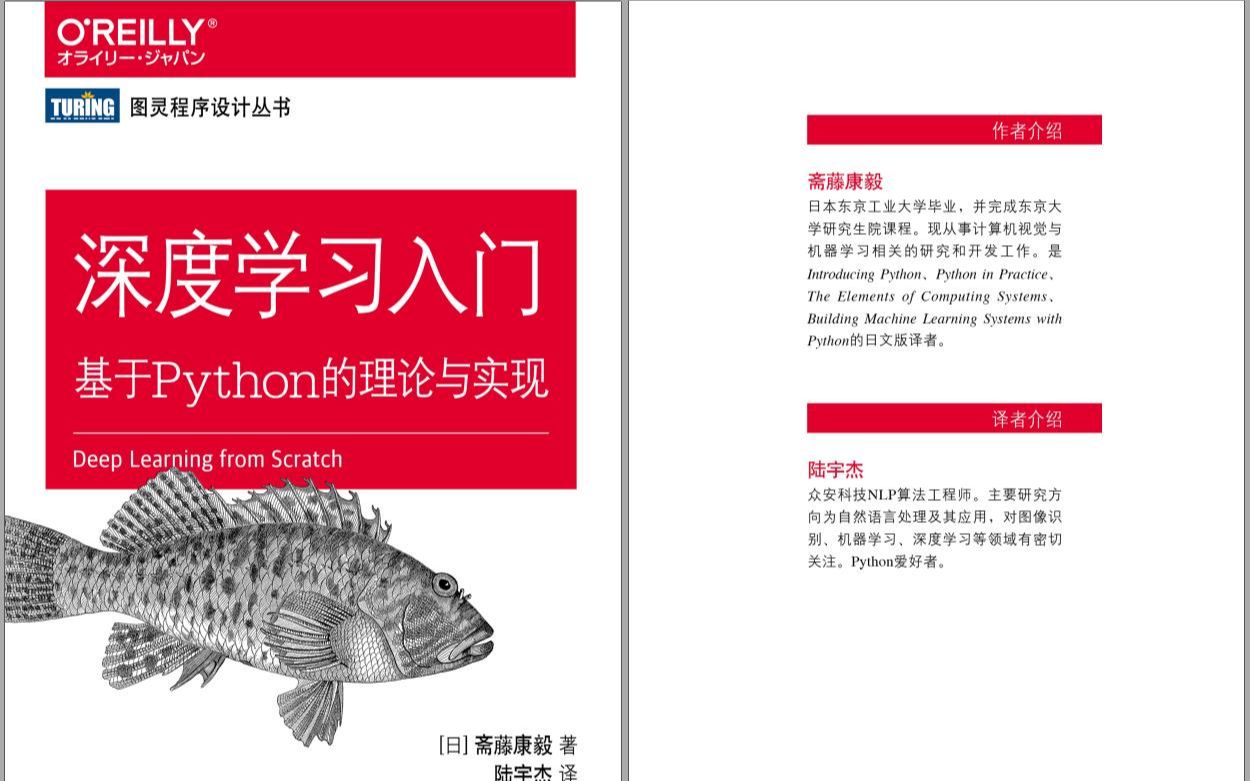 O'REILLY®
オライリー・ジャパン
TURING 图灵程序设计丛书
深度学习入门
基于Python的理论与实现
Deep Learning from Scratch
[日] 斋藤康毅 著
陆宇杰 译
作者介绍
斋藤康毅
日本东京工业大学毕业，并完成东京大
学研究生院课程。现从事计算机视觉与
机器学习相关的研究和开发工作。是
Introducing Python、Python in Practice、
The Elements of Computing Systems、
Building Machine Learning Systems with
Python的日文版译者。
译者介绍
陆宇杰
众安科技NLP算法工程师。主要研究方
向为自然语言处理及其应用，对图像识
别、机器学习、深度学习等领域有密切
关注。Python爱好者。